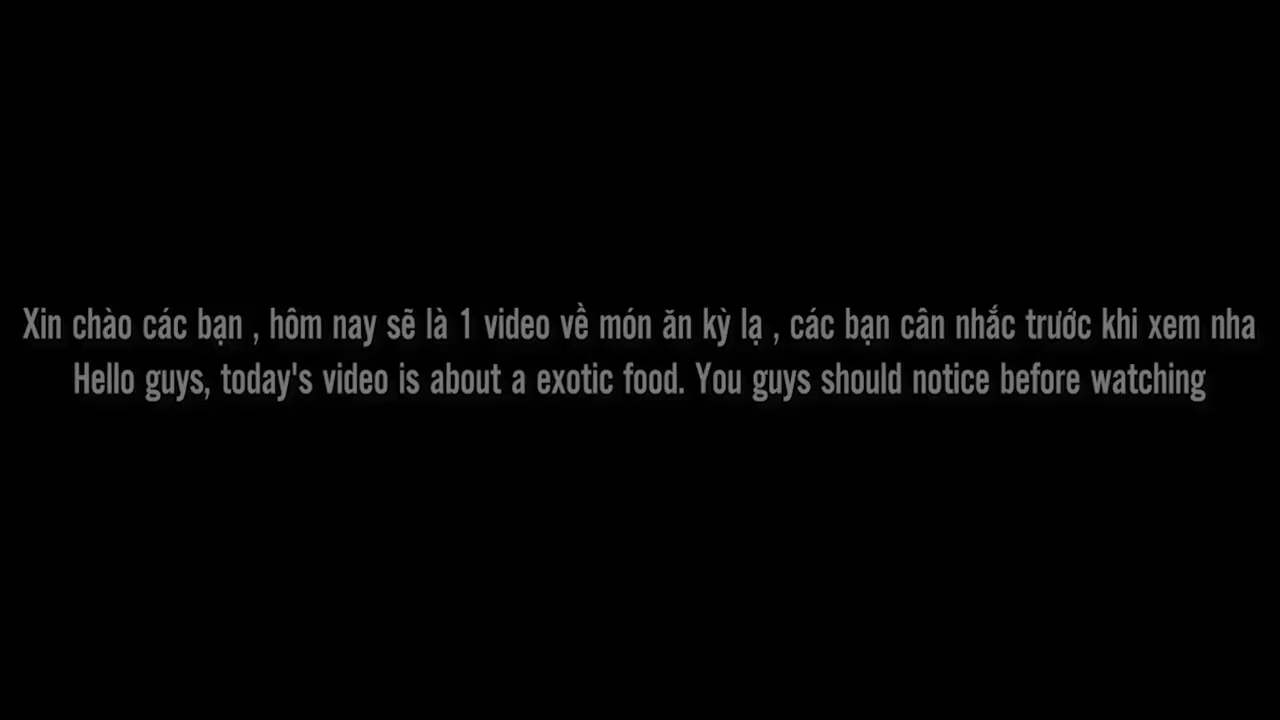 Xin chào các bạn , hôm nay sẽ là 1 video về món ăn kỳ lạ , các bạn cân nhắc trước khi xem nha
Hello guys, today's video is about a exotic food. You guys should notice before watching